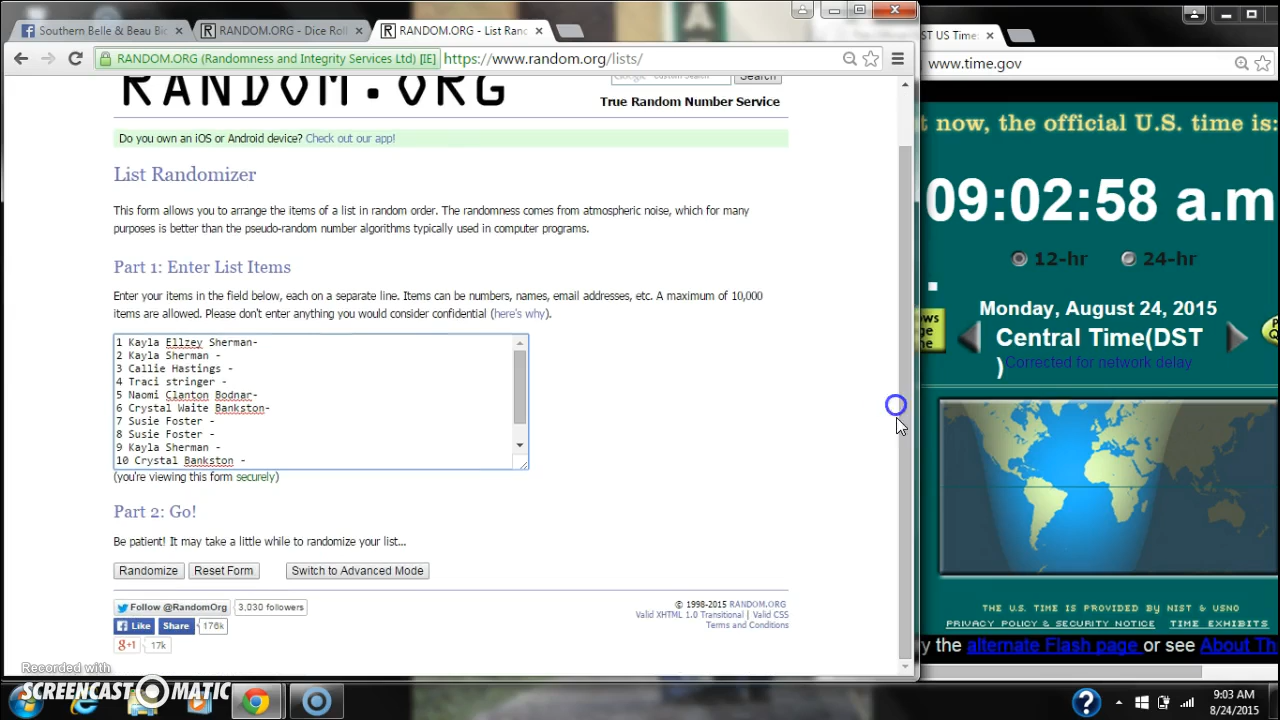 Southern Belle & Beau Bio
RANDOM.ORG - Dice Roll
RANDOM.ORG - List Rand
RANDOM.ORG (Randomness and Integrity Services Ltd) [IE]
https://www.random.org/lists/
RANDOM.ORG
Search
True Random Number Service
Do you own an iOS or Android device? Check out our app!
List Randomizer
This form allows you to arrange the items of a list in random order. The randomness comes from atmospheric noise, which for many
purposes is better than the pseudo-random number algorithms typically used in computer programs.
Part 1: Enter List Items
Enter your items in the field below, each on a separate line. Items can be numbers, names, email addresses, etc. A maximum of 10,000
items are allowed. Please don't enter anything you would consider confidential (here's why).
1 Kayla Ellzey Sherman-
2 Kayla Sherman -
3 Callie Hastings -
4 Traci stringer -
5 Naomi Clanton Bodnar-
6 Crystal Waite Bankston-
7 Susie Foster -
8 Susie Foster -
9 Kayla Sherman -
10 Crystal Bankston -
(you're viewing this form securely)
Part 2: Go!
Be patient! It may take a little while to randomize your list...
Randomize
Reset Form
Switch to Advanced Mode
Follow @RandomOrg
3,030 followers
Like
Share
176k
g+1
17k
© 1998-2015 RANDOM.ORG
Valid XHTML 1.0 Transitional | Valid CSS
Terms and Conditions
ST US Time:
www.time.gov
t now, the official U.S. time is:
09:02:58 a.m
12-hr
24-hr
Monday, August 24, 2015
Central Time(DST
)
Corrected for network delay
THE U.S. TIME IS PROVIDED BY NIST & USNO
PRIVACY POLICY & SECURITY NOTICE
TIME EXHIBITS
y the alternate Flash page or see About Th
Recorded with
SCREENCAST-O-MATIC
9:03 AM
8/24/2015